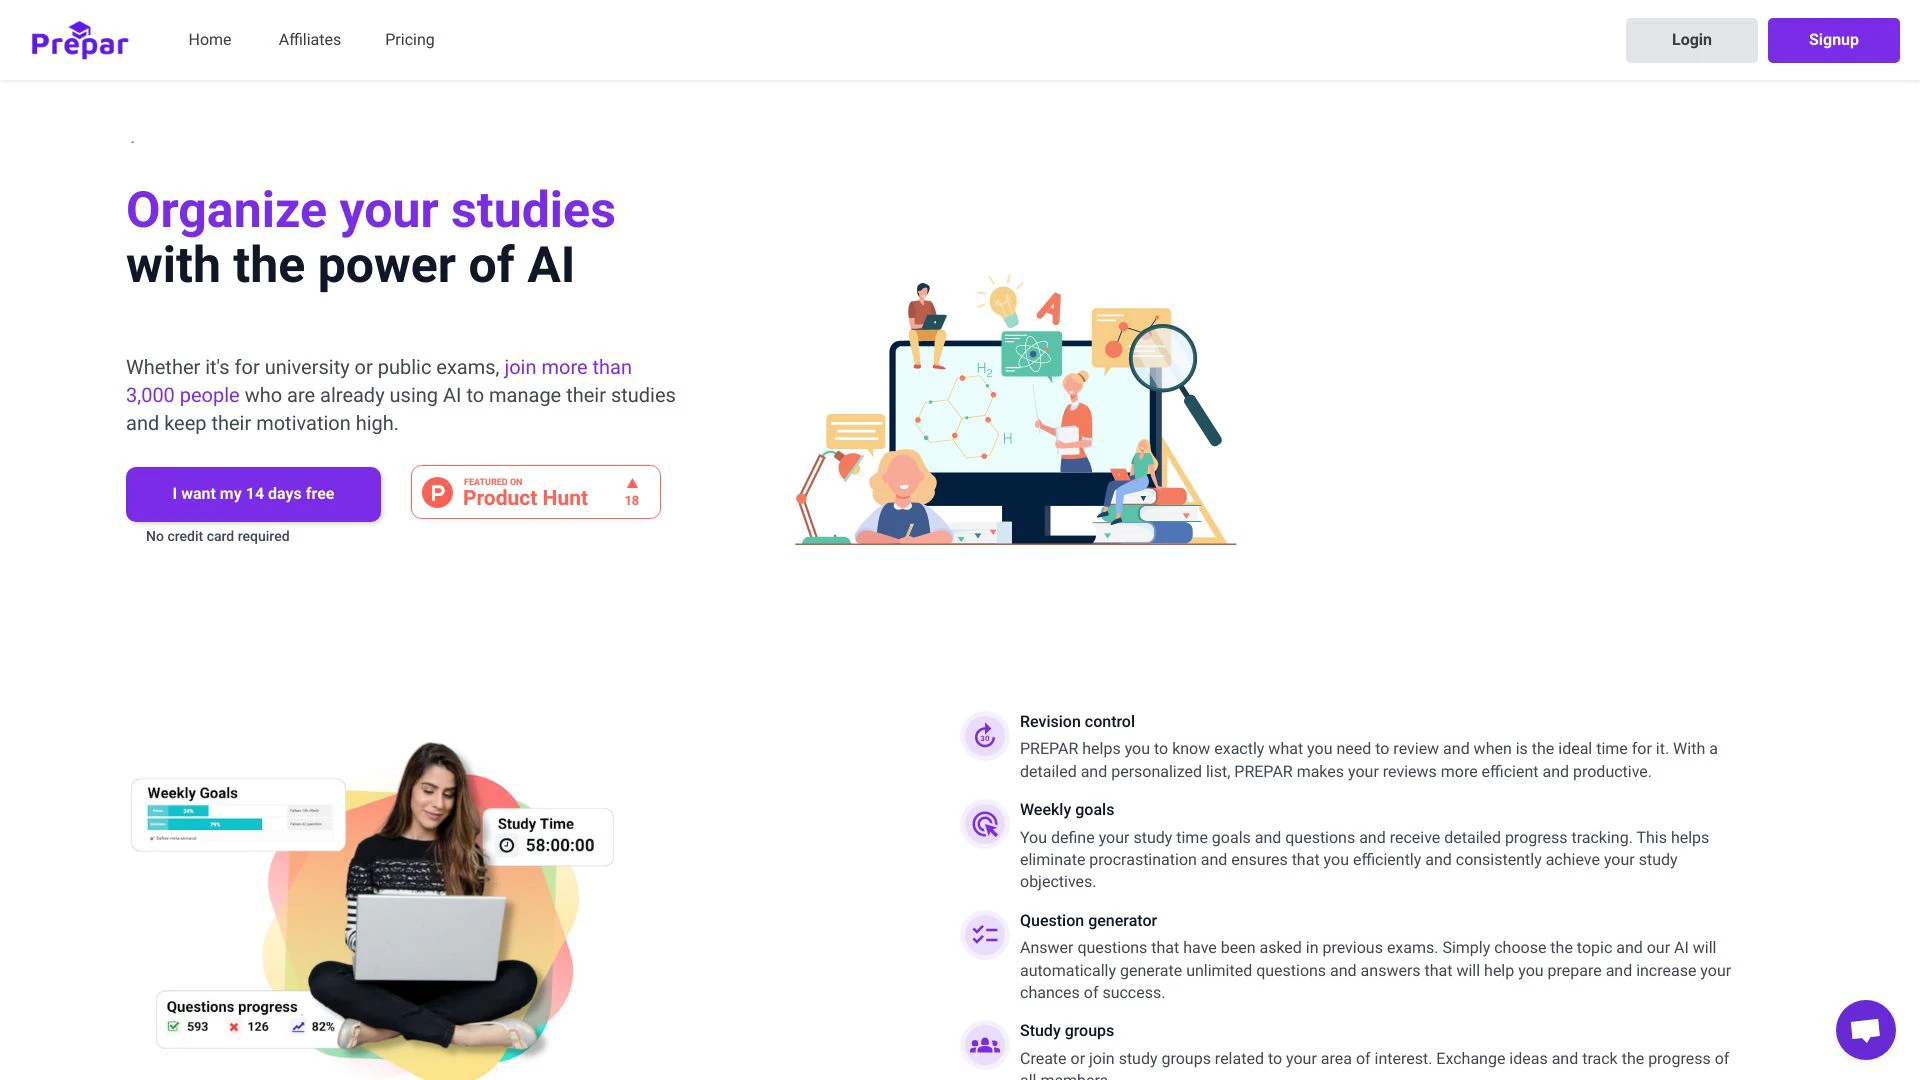 Prepar
Home
Affiliates
Pricing
Login
Signup
Organize your studies
with the power of AI
Whether it's for university or public exams, join more than
3,000 people who are already using AI to manage their studies
and keep their motivation high.
I want my 14 days free
No credit card required
P
FEATURED ON
Product Hunt
18
A
H2
H
Weekly Goals
34%
79%
Study Time
58:00:00
Questions progress
593
126
82%
30
Revision control
PREPAR helps you to know exactly what you need to review and when is the ideal time for it. With a
detailed and personalized list, PREPAR makes your reviews more efficient and productive.
Weekly goals
You define your study time goals and questions and receive detailed progress tracking. This helps
eliminate procrastination and ensures that you efficiently and consistently achieve your study
objectives.
Question generator
Answer questions that have been asked in previous exams. Simply choose the topic and our AI will
automatically generate unlimited questions and answers that will help you prepare and increase your
chances of success.
Study groups
Create or join study groups related to your area of interest. Exchange ideas and track the progress of
all members